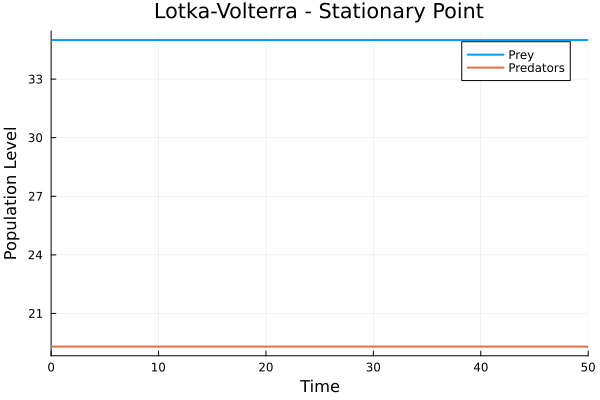 Lotka-Volterra - Stationary Point
Prey
Predators
33
30
27
24
21
Population Level
0 10 20 30 40 50
Time